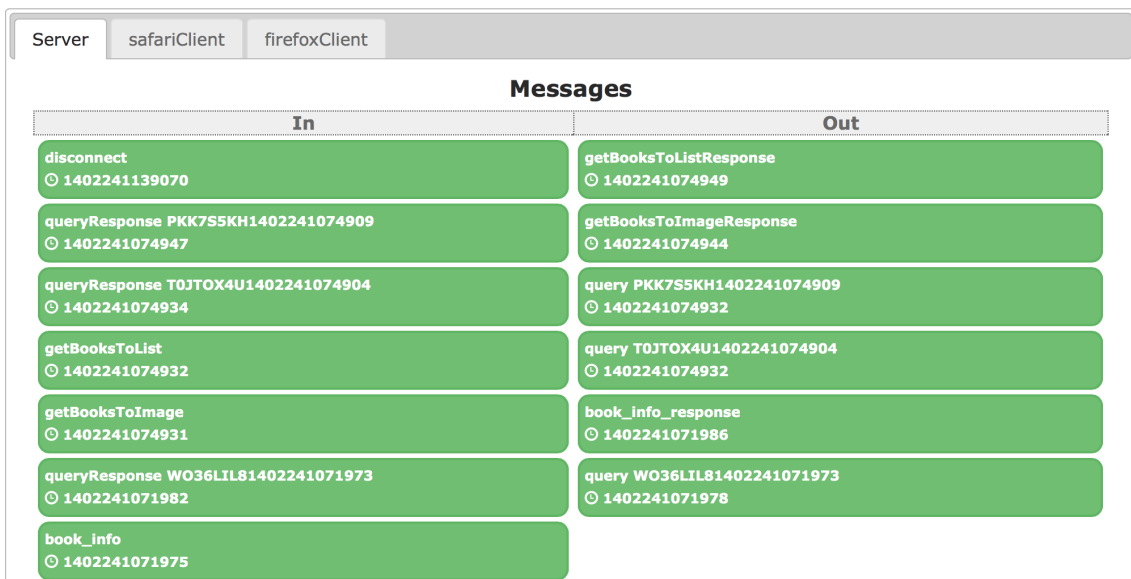 Server safariClient firefoxClient
Messages
In Out
disconnect
1402241139070
getBooksToListResponse
1402241074949
queryResponse PKK7S5KH1402241074909
1402241074947
getBooksToImageResponse
1402241074944
queryResponse T0JTOX4U1402241074904
1402241074934
query PKK7S5KH1402241074909
1402241074932
getBooksToList
1402241074932
query T0JTOX4U1402241074904
1402241074932
getBooksToImage
1402241074931
book_info_response
1402241071986
queryResponse WO36LIL81402241071973
1402241071982
query WO36LIL81402241071973
1402241071978
book_info
1402241071975